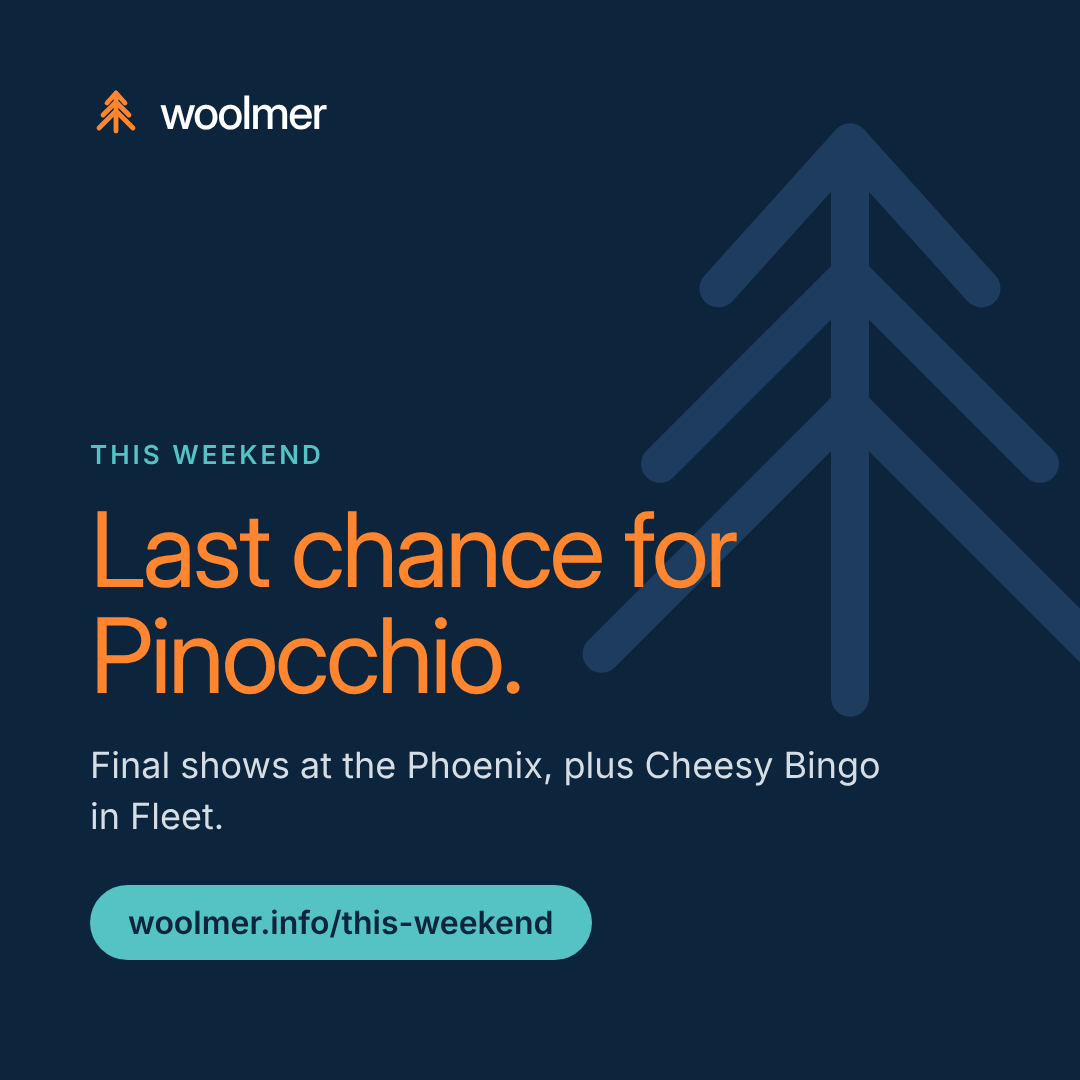 woolmer
THIS WEEKEND
Last chance for
Pinocchio.
Final shows at the Phoenix, plus Cheesy Bingo
in Fleet.
woolmer.info/this-weekend